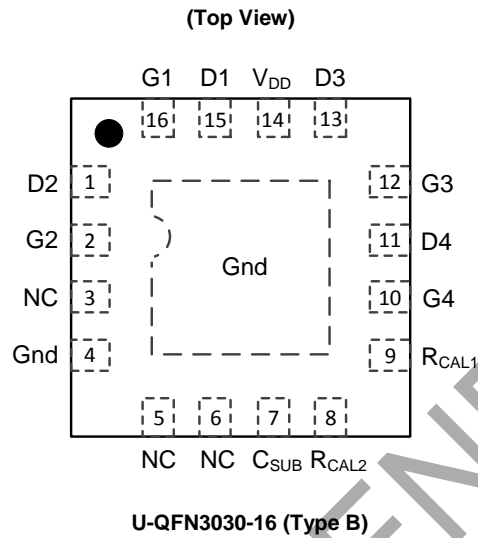 (Top View)
G1 D1 VDD D3
16 15 14 13
D2 1 12 G3
G2 2 11 D4
Gnd
NC 3 10 G4
Gnd 4 9 RCAL1
5 6 7 8
NC NC CSUB RCAL2
U-QFN3030-16 (Type B)